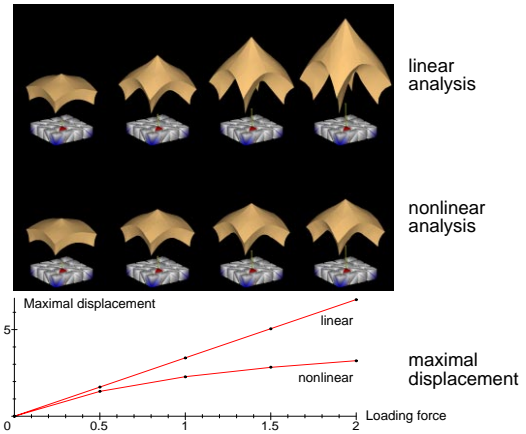 linear
analysis
nonlinear
analysis
Maximal displacement
5
linear
nonlinear
maximal
displacement
0
0.5
1
1.5
2
Loading force